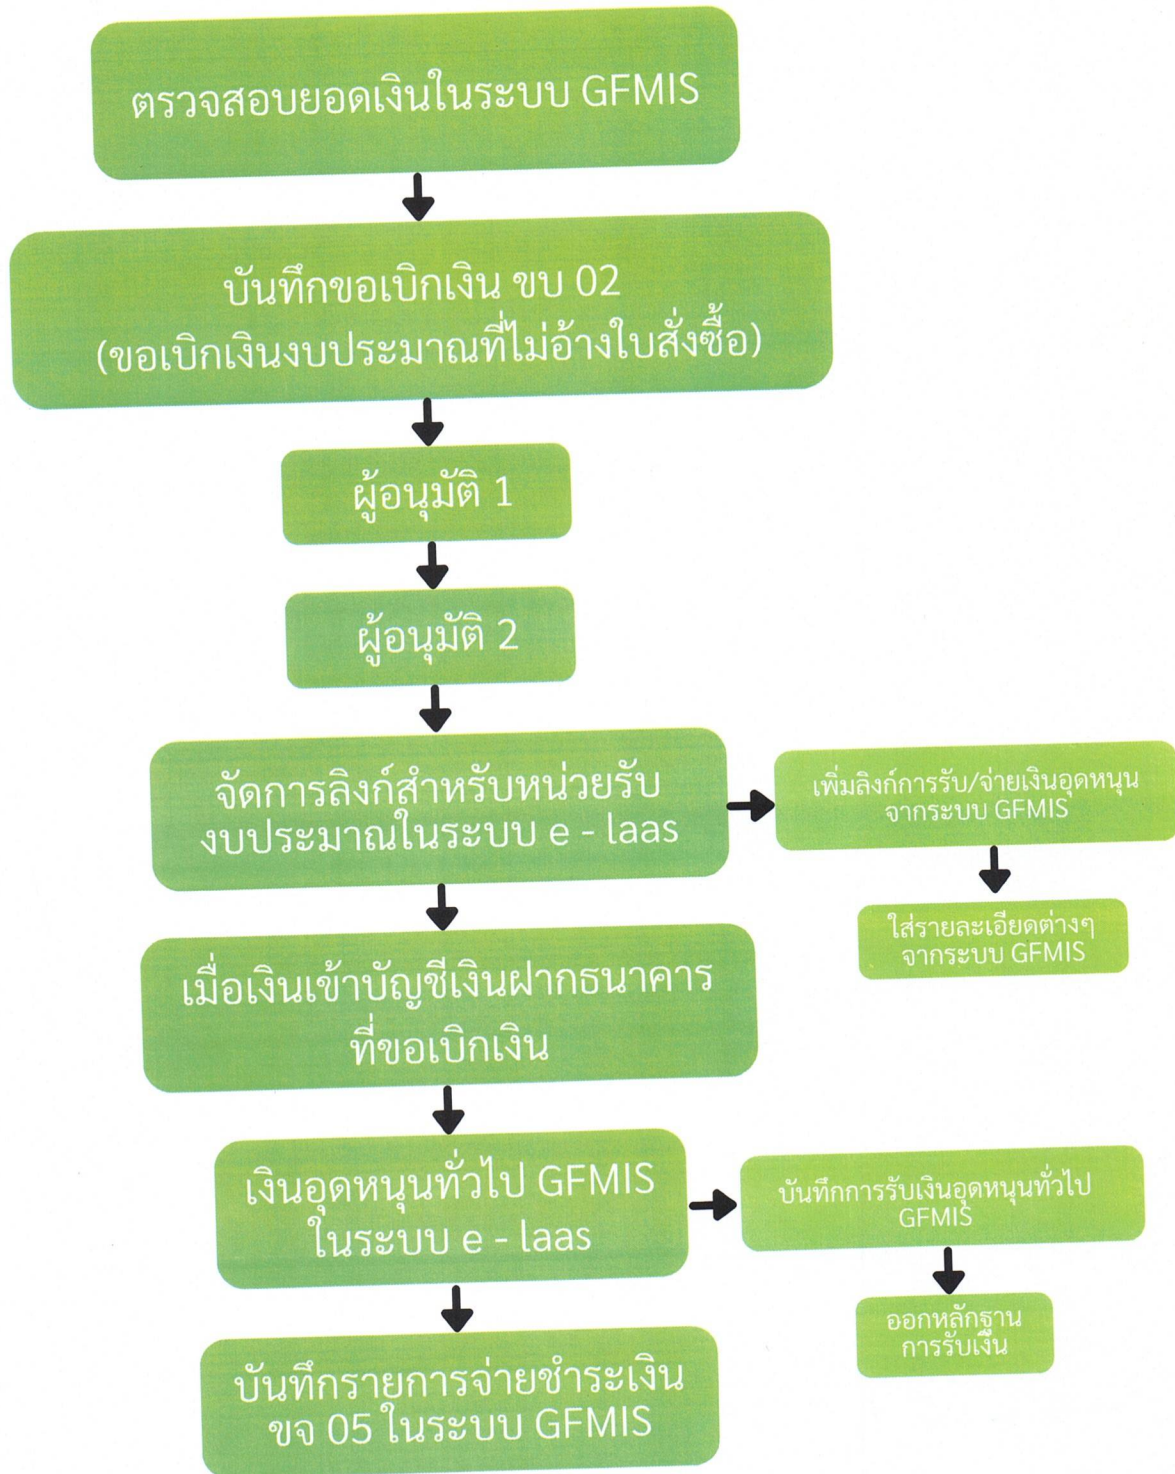 ตรวจสอบยอดเงินในระบบ GFMIS
บันทึกขอเบิกเงิน ขบ 02
(ขอเบิกเงินงบประมาณที่ไม่อ้างใบสั่งซื้อ)
ผู้อนุมัติ 1
ผู้อนุมัติ 2
จัดการลิงก์สำหรับหน่วยรับ
งบประมาณในระบบ e - laas
เพิ่มลิงก์การรับ/จ่ายเงินอุดหนุน
จากระบบ GFMIS
ใส่รายละเอียดต่างๆ
จากระบบ GFMIS
เมื่อเงินเข้าบัญชีเงินฝากธนาคาร
ที่ขอเบิกเงิน
เงินอุดหนุนทั่วไป GFMIS
ในระบบ e - laas
บันทึกการรับเงินอุดหนุนทั่วไป
GFMIS
ออกหลักฐาน
การรับเงิน
บันทึกรายการจ่ายชำระเงิน
ขจ 05 ในระบบ GFMIS